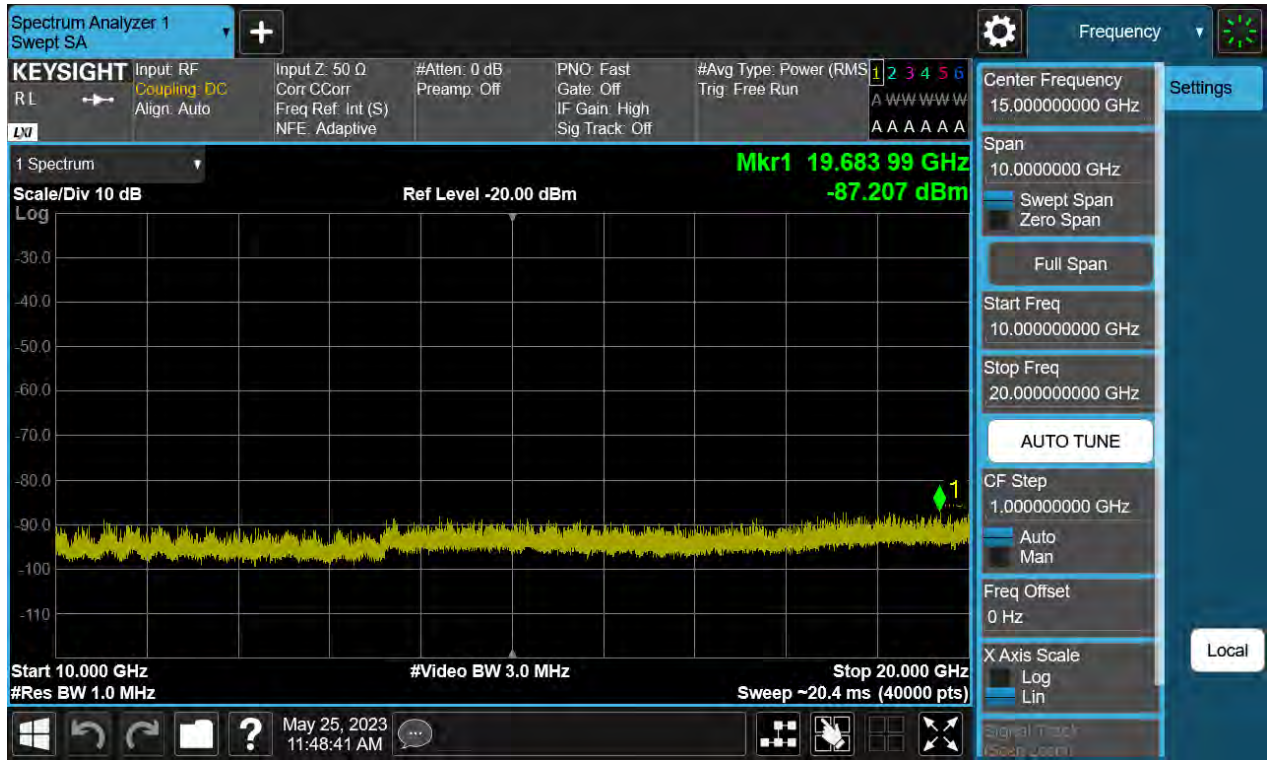 Spectrum Analyzer 1
Swept SA
+
Frequency
KEYSIGHT
RL
LXI
Input: RF
Coupling: DC
Align: Auto
Input Z: 50 Ω
Corr CCorr
Freq Ref: Int (S)
NFE: Adaptive
#Atten: 0 dB
Preamp: Off
PNO: Fast
Gate: Off
IF Gain: High
Sig Track: Off
#Avg Type: Power (RMS
Trig: Free Run
1 2 3 4 5 6
A W W W W W
A A A A A A
Center Frequency
15.000000000 GHz
Settings
Span
10.0000000 GHz
Swept Span
Zero Span
Full Span
Start Freq
10.000000000 GHz
Stop Freq
20.000000000 GHz
AUTO TUNE
CF Step
1.000000000 GHz
Auto
Man
Freq Offset
0 Hz
X Axis Scale
Log
Lin
Signal Track
(Span Zoom)
Local
1 Spectrum
Mkr1 19.683 99 GHz
-87.207 dBm
Scale/Div 10 dB
Ref Level -20.00 dBm
Log
-30.0
-40.0
-50.0
-60.0
-70.0
-80.0
-90.0
-100
-110
1
Start 10.000 GHz
#Video BW 3.0 MHz
Stop 20.000 GHz
#Res BW 1.0 MHz
Sweep ~20.4 ms (40000 pts)
?
May 25, 2023
11:48:41 AM